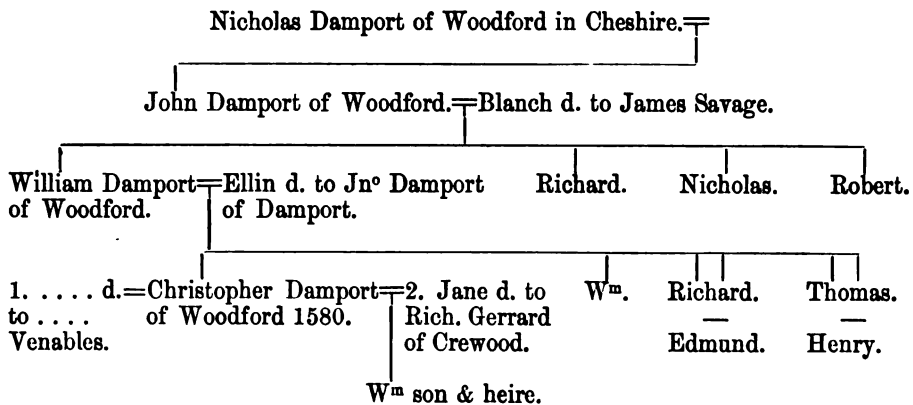 Nicholas Damport of Woodford in Cheshire.
John Damport of Woodford.=Blanch d. to James Savage.
William Damport=Ellin d. to Jnº Damport Richard. Nicholas. Robert.
of Woodford. of Damport.
1. . . . . . d.=Christopher Damport=2. Jane d. to Wᵐ. Richard. Thomas.
to . . . . of Woodford 1580. Rich. Gerrard — —
Venables. of Crewood. Edmund. Henry.
Wᵐ son & heire.